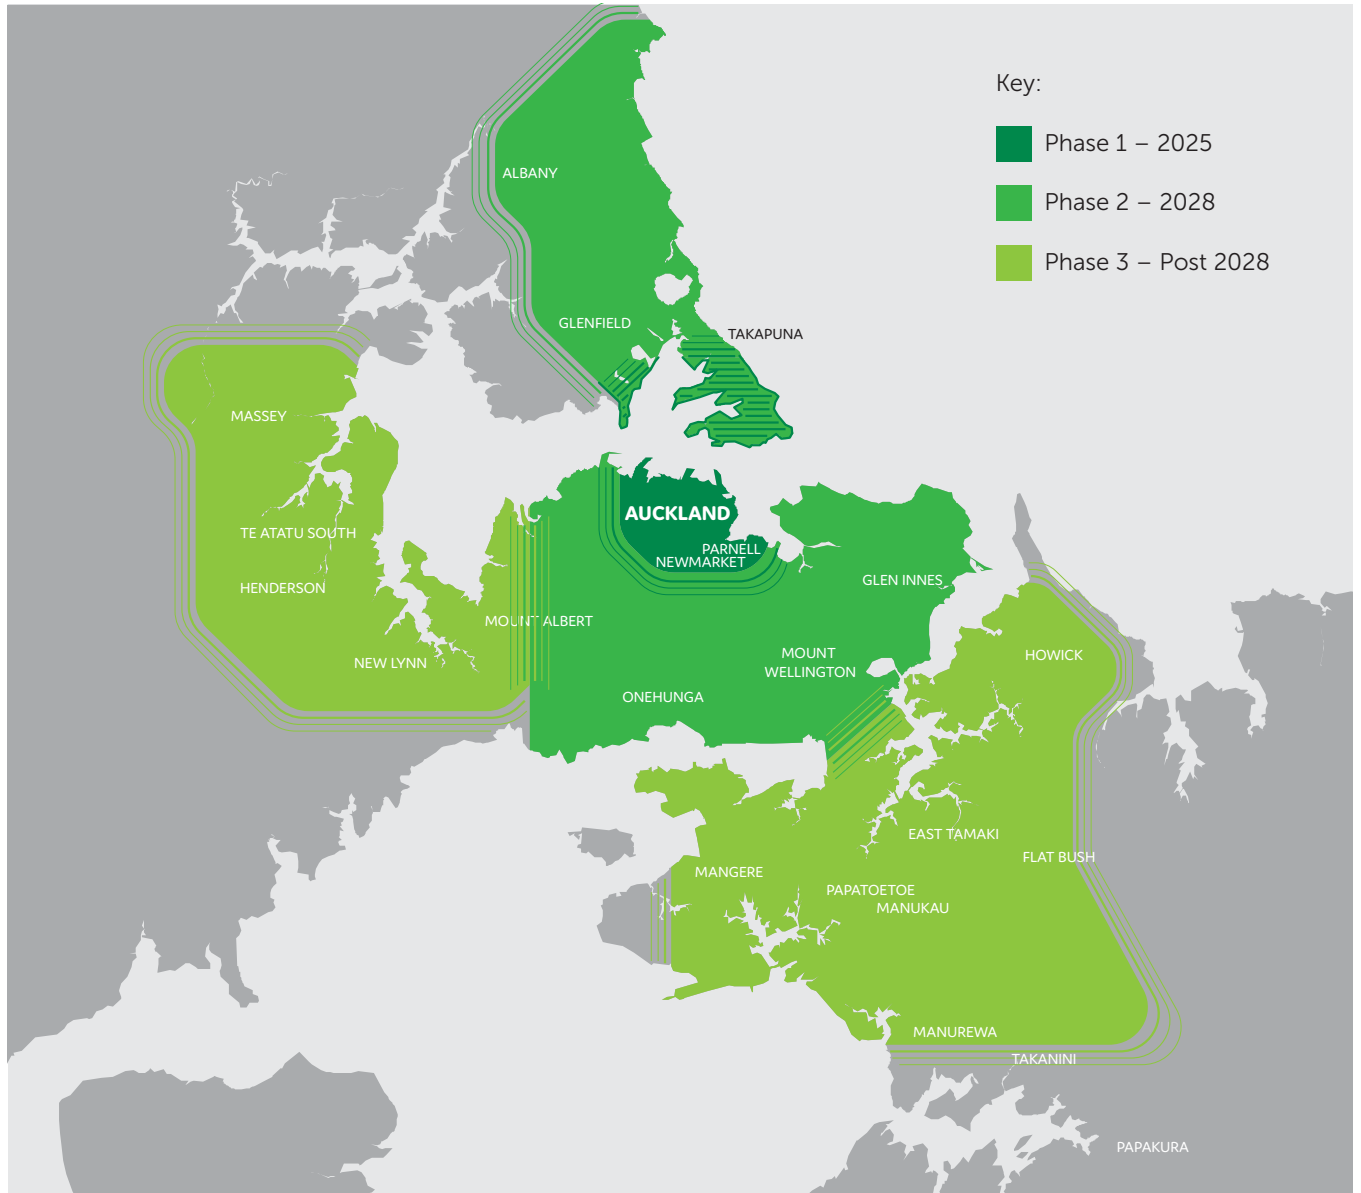 Key:
Phase 1 – 2025
Phase 2 – 2028
Phase 3 – Post 2028
ALBANY
GLENFIELD
TAKAPUNA
MASSEY
AUCKLAND
TE ATATU SOUTH
PARNELL
NEWMARKET
GLEN INNES
HENDERSON
MOUNT ALBERT
MOUNT
WELLINGTON
HOWICK
NEW LYNN
ONEHUNGA
EAST TAMAKI
FLAT BUSH
MANGERE
PAPATOETOE
MANUKAU
MANUREWA
TAKANINI
PAPAKURA